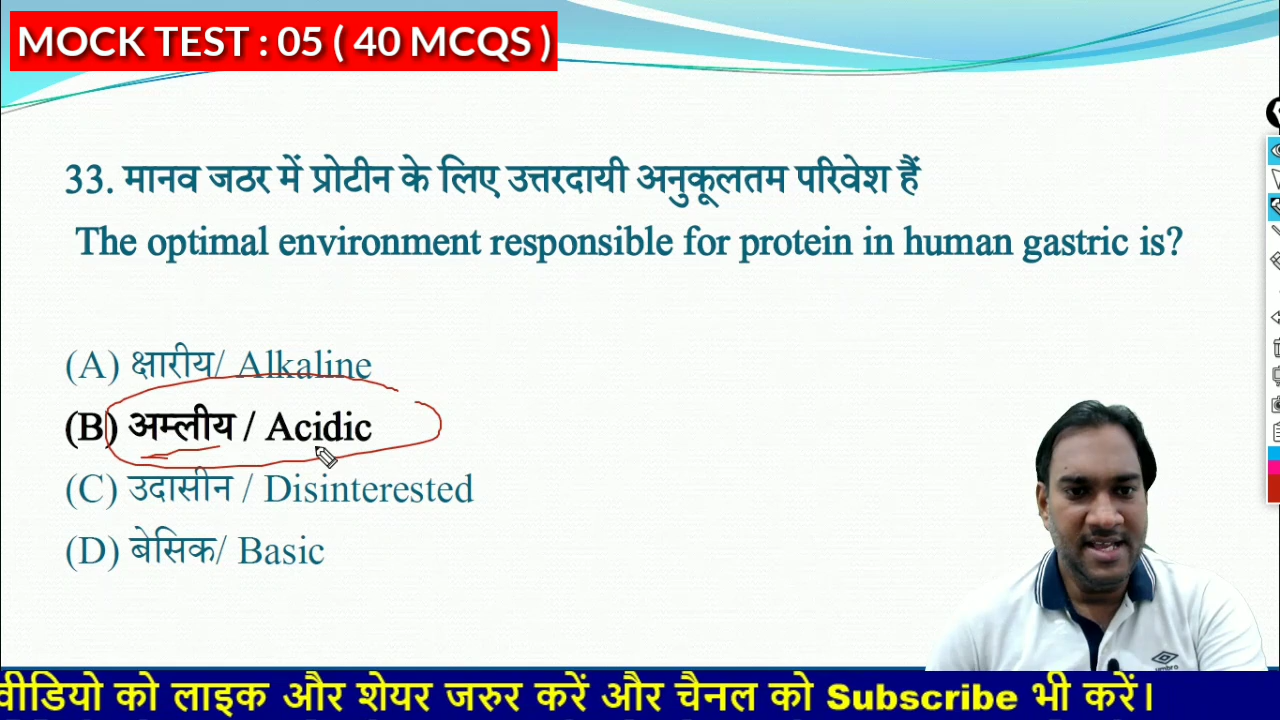 MOCK TEST : 05 ( 40 MCQS )
33. मानव जठर में प्रोटीन के लिए उत्तरदायी अनुकूलतम परिवेश हैं
The optimal environment responsible for protein in human gastric is?
(A) क्षारीय/ Alkaline
(B) अम्लीय / Acidic
(C) उदासीन / Disinterested
(D) बेसिक/ Basic
umbro
वीडियो को लाइक और शेयर जरुर करें और चैनल को Subscribe भी करें।